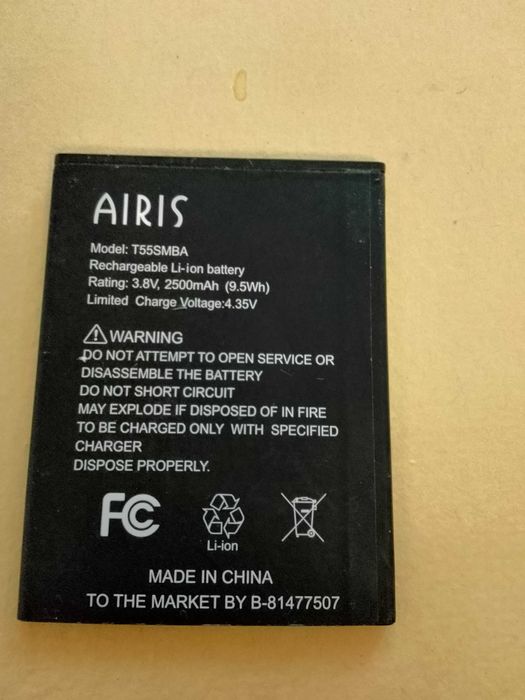 AIRIS
Model: T55SMBA
Rechargeable Li-ion battery
Rating: 3.8V, 2500mAh (9.5Wh)
Limited Charge Voltage:4.35V
WARNING
DO NOT ATTEMPT TO OPEN SERVICE OR
DISASSEMBLE THE BATTERY
DO NOT SHORT CIRCUIT
MAY EXPLODE IF DISPOSED OF IN FIRE
TO BE CHARGED ONLY WITH SPECIFIED
CHARGER
DISPOSE PROPERLY.
FC
Li-ion
MADE IN CHINA
TO THE MARKET BY B-81477507